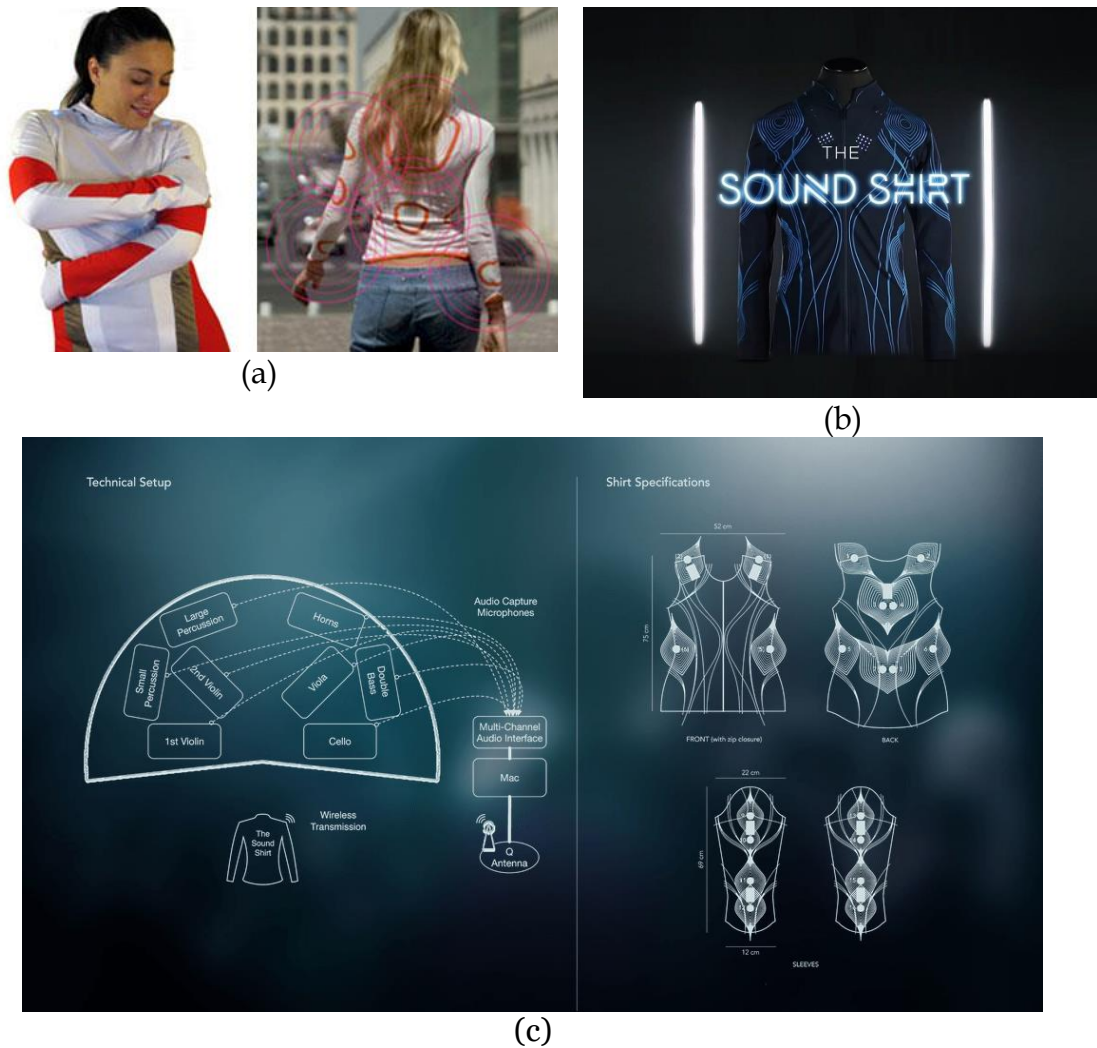 (a)
THE
SOUND SHIRT
(b)
Technical Setup
Large
Percussion
Horns
Small
Percussion
2nd Violin
Viola
Double
Bass
1st Violin
Cello
Audio Capture
Microphones
Multi-Channel
Audio Interface
Mac
Q
Antenna
Wireless
Transmission
The
Sound
Shirt
Shirt Specifications
52 cm
75 cm
FRONT (with zip closure)
BACK
22 cm
69 cm
12 cm
SLEEVES
(c)